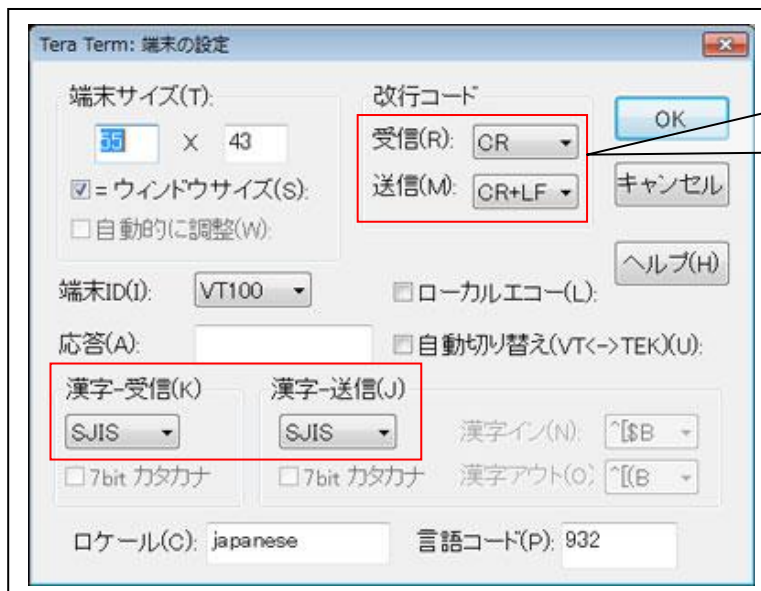 Tera Term: 端末の設定
端末サイズ(T):
55 X 43
= ウィンドウサイズ(S):
自動的に調整(W):
改行コード
受信(R): CR
送信(M): CR+LF
OK
キャンセル
ヘルプ(H)
端末ID(I): VT100
ローカルエコー(L):
応答(A):
自動切り替え(VT<->TEK)(U):
漢字-受信(K)
SJIS
7bit カタカナ
漢字-送信(J)
SJIS
7bit カタカナ
漢字イン(N): ^[$B
漢字アウト(O) ^[(B
ロケール(C): japanese
言語コード(P): 932